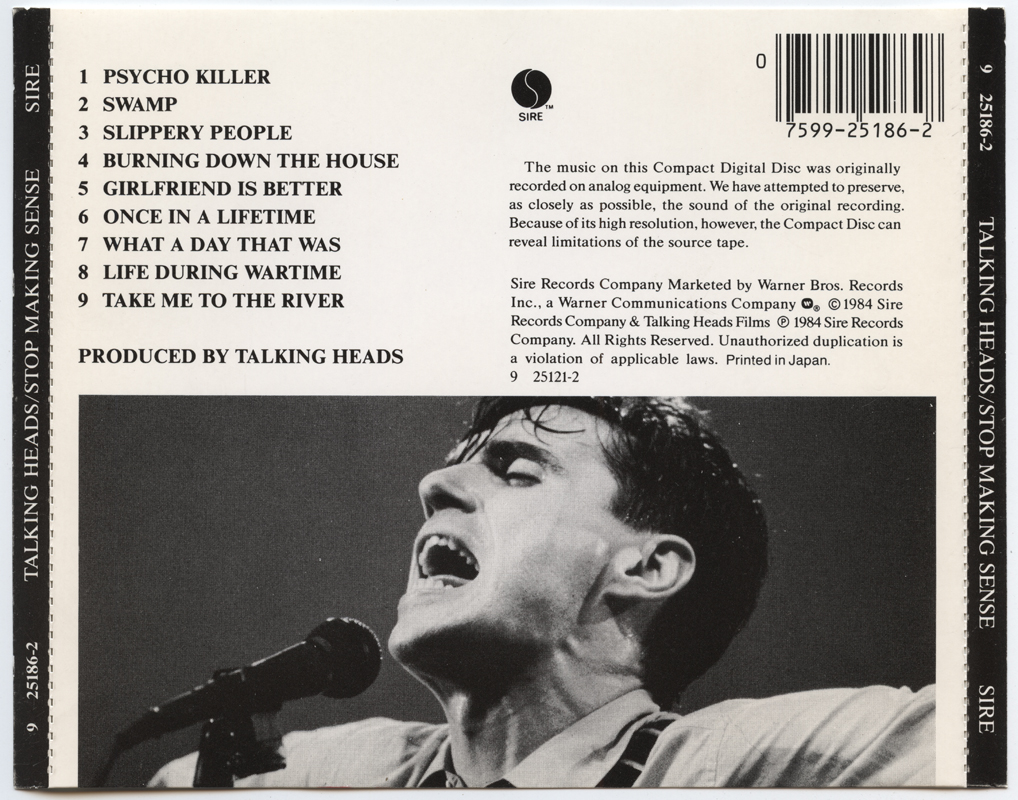 SIRE
TALKING HEADS/STOP MAKING SENSE
9 25186-2
1 PSYCHO KILLER
2 SWAMP
3 SLIPPERY PEOPLE
4 BURNING DOWN THE HOUSE
5 GIRLFRIEND IS BETTER
6 ONCE IN A LIFETIME
7 WHAT A DAY THAT WAS
8 LIFE DURING WARTIME
9 TAKE ME TO THE RIVER
PRODUCED BY TALKING HEADS
SIRE™
0
7599-25186-2
The music on this Compact Digital Disc was originally
recorded on analog equipment. We have attempted to preserve,
as closely as possible, the sound of the original recording.
Because of its high resolution, however, the Compact Disc can
reveal limitations of the source tape.
Sire Records Company Marketed by Warner Bros. Records
Inc., a Warner Communications Company ® ©1984 Sire
Records Company & Talking Heads Films ℗ 1984 Sire Records
Company. All Rights Reserved. Unauthorized duplication is
a violation of applicable laws. Printed in Japan.
9 25121-2
9 25186-2
TALKING HEADS/STOP MAKING SENSE
SIRE